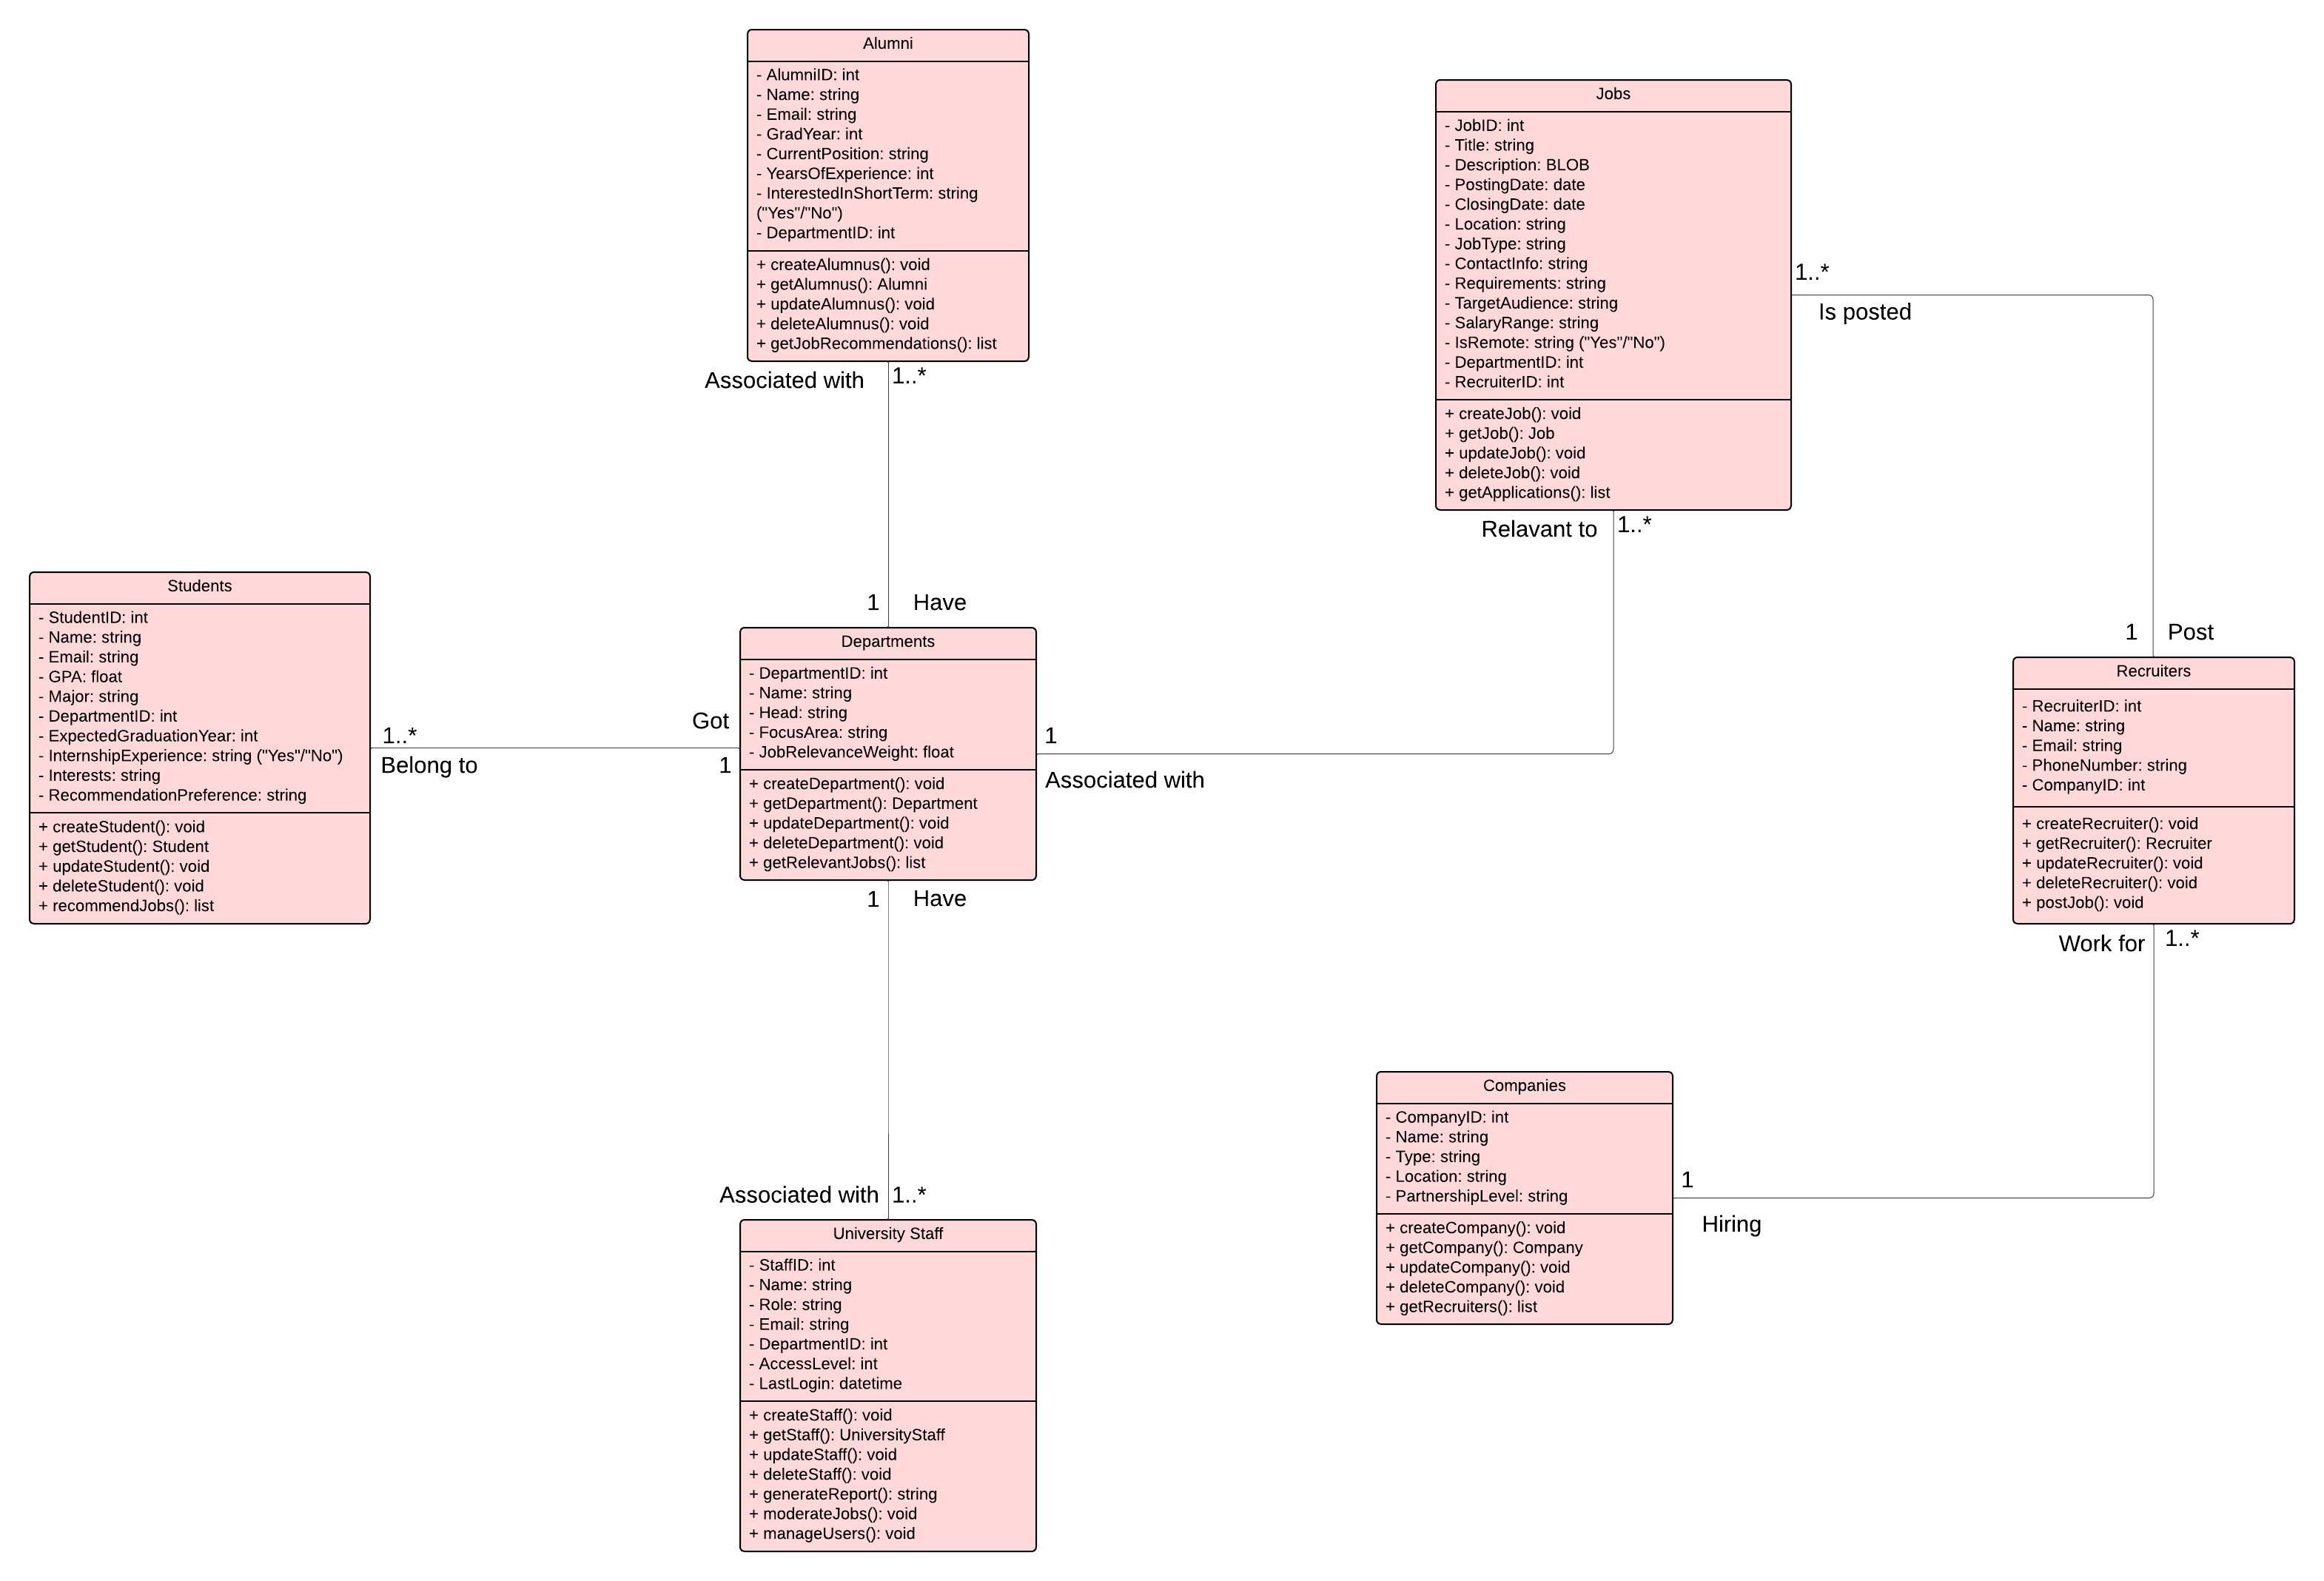 Alumni
- AlumniID: int
- Name: string
- Email: string
- GradYear: int
- CurrentPosition: string
- YearsOfExperience: int
- InterestedInShortTerm: string
("Yes"/"No")
- DepartmentID: int
+ createAlumnus(): void
+ getAlumnus(): Alumni
+ updateAlumnus(): void
+ deleteAlumnus(): void
+ getJobRecommendations(): list
Associated with
1..*
1
Have
Jobs
- JobID: int
- Title: string
- Description: BLOB
- PostingDate: date
- ClosingDate: date
- Location: string
- JobType: string
- ContactInfo: string
- Requirements: string
- TargetAudience: string
- SalaryRange: string
- IsRemote: string ("Yes"/"No")
- DepartmentID: int
- RecruiterID: int
+ createJob(): void
+ getJob(): Job
+ updateJob(): void
+ deleteJob(): void
+ getApplications(): list
1..*
Is posted
Relavant to
1..*
1
Post
Students
- StudentID: int
- Name: string
- Email: string
- GPA: float
- Major: string
- DepartmentID: int
- ExpectedGraduationYear: int
- InternshipExperience: string ("Yes"/"No")
- Interests: string
- RecommendationPreference: string
+ createStudent(): void
+ getStudent(): Student
+ updateStudent(): void
+ deleteStudent(): void
+ recommendJobs(): list
1..*
Belong to
Got
1
Departments
- DepartmentID: int
- Name: string
- Head: string
- FocusArea: string
- JobRelevanceWeight: float
+ createDepartment(): void
+ getDepartment(): Department
+ updateDepartment(): void
+ deleteDepartment(): void
+ getRelevantJobs(): list
1
Associated with
1
Have
Recruiters
- RecruiterID: int
- Name: string
- Email: string
- PhoneNumber: string
- CompanyID: int
+ createRecruiter(): void
+ getRecruiter(): Recruiter
+ updateRecruiter(): void
+ deleteRecruiter(): void
+ postJob(): void
Work for
1..*
Companies
- CompanyID: int
- Name: string
- Type: string
- Location: string
- PartnershipLevel: string
+ createCompany(): void
+ getCompany(): Company
+ updateCompany(): void
+ deleteCompany(): void
+ getRecruiters(): list
1
Hiring
Associated with
1..*
University Staff
- StaffID: int
- Name: string
- Role: string
- Email: string
- DepartmentID: int
- AccessLevel: int
- LastLogin: datetime
+ createStaff(): void
+ getStaff(): UniversityStaff
+ updateStaff(): void
+ deleteStaff(): void
+ generateReport(): string
+ moderateJobs(): void
+ manageUsers(): void